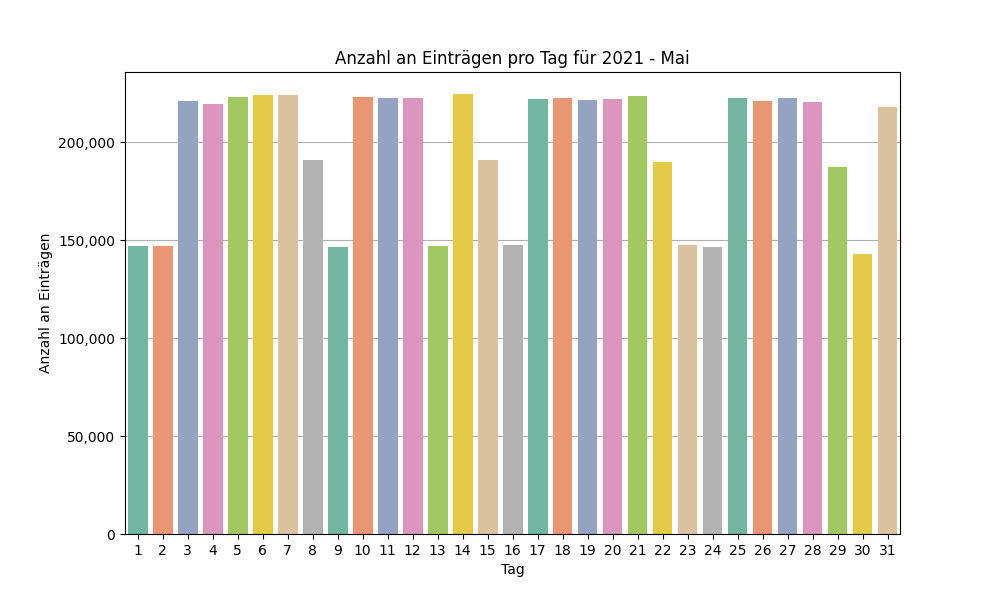 Anzahl an Einträgen pro Tag für 2021 - Mai
200,000
150,000
100,000
50,000
0
Anzahl an Einträgen
1 2 3 4 5 6 7 8 9 10 11 12 13 14 15 16 17 18 19 20 21 22 23 24 25 26 27 28 29 30 31
Tag